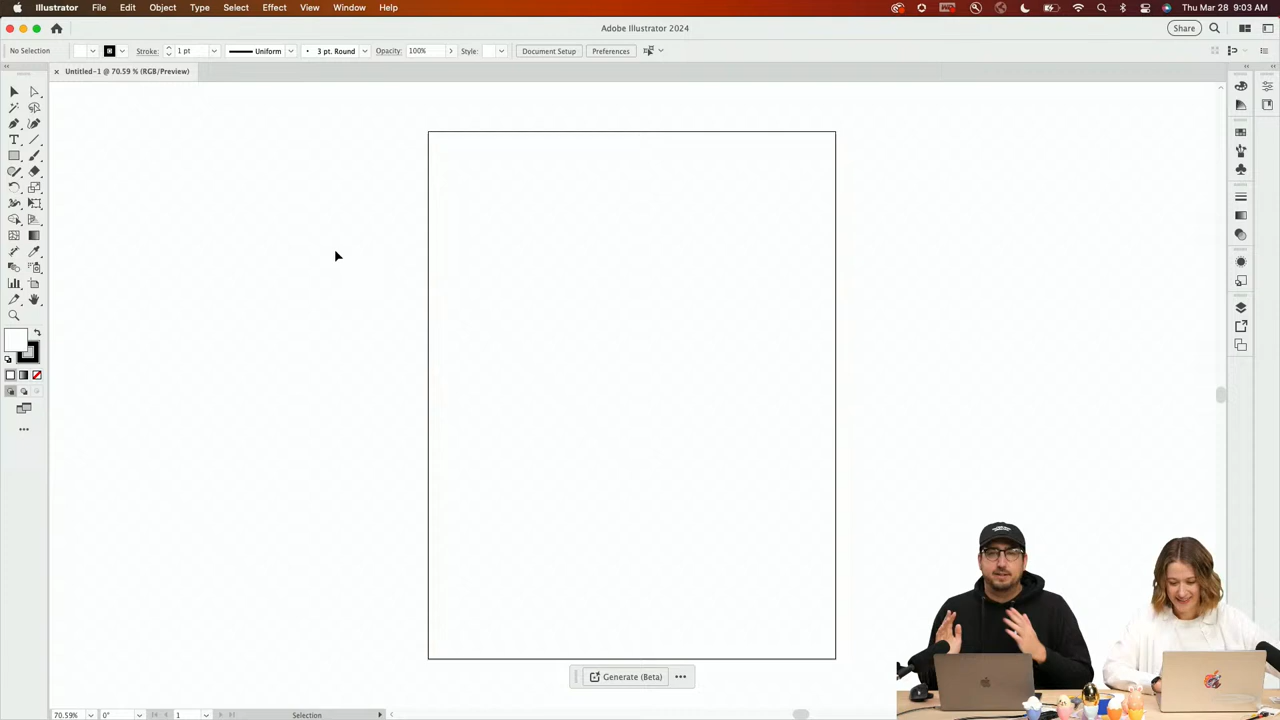 Illustrator File Edit Object Type Select Effect View Window Help Thu Mar 28 9:03 AM
Adobe Illustrator 2024 Share
No Selection Stroke: 1 pt Uniform 3 pt. Round Opacity: 100% Style: Document Setup Preferences
× Untitled-1 @ 70.59 % (RGB/Preview)
Generate (Beta)
70.59% 0° 1 Selection